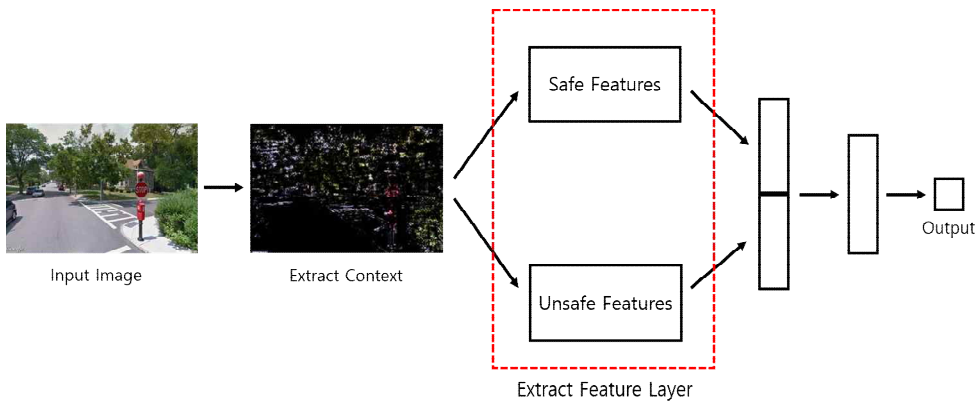 Safe Features
Input Image
Extract Context
Unsafe Features
Output
Extract Feature Layer